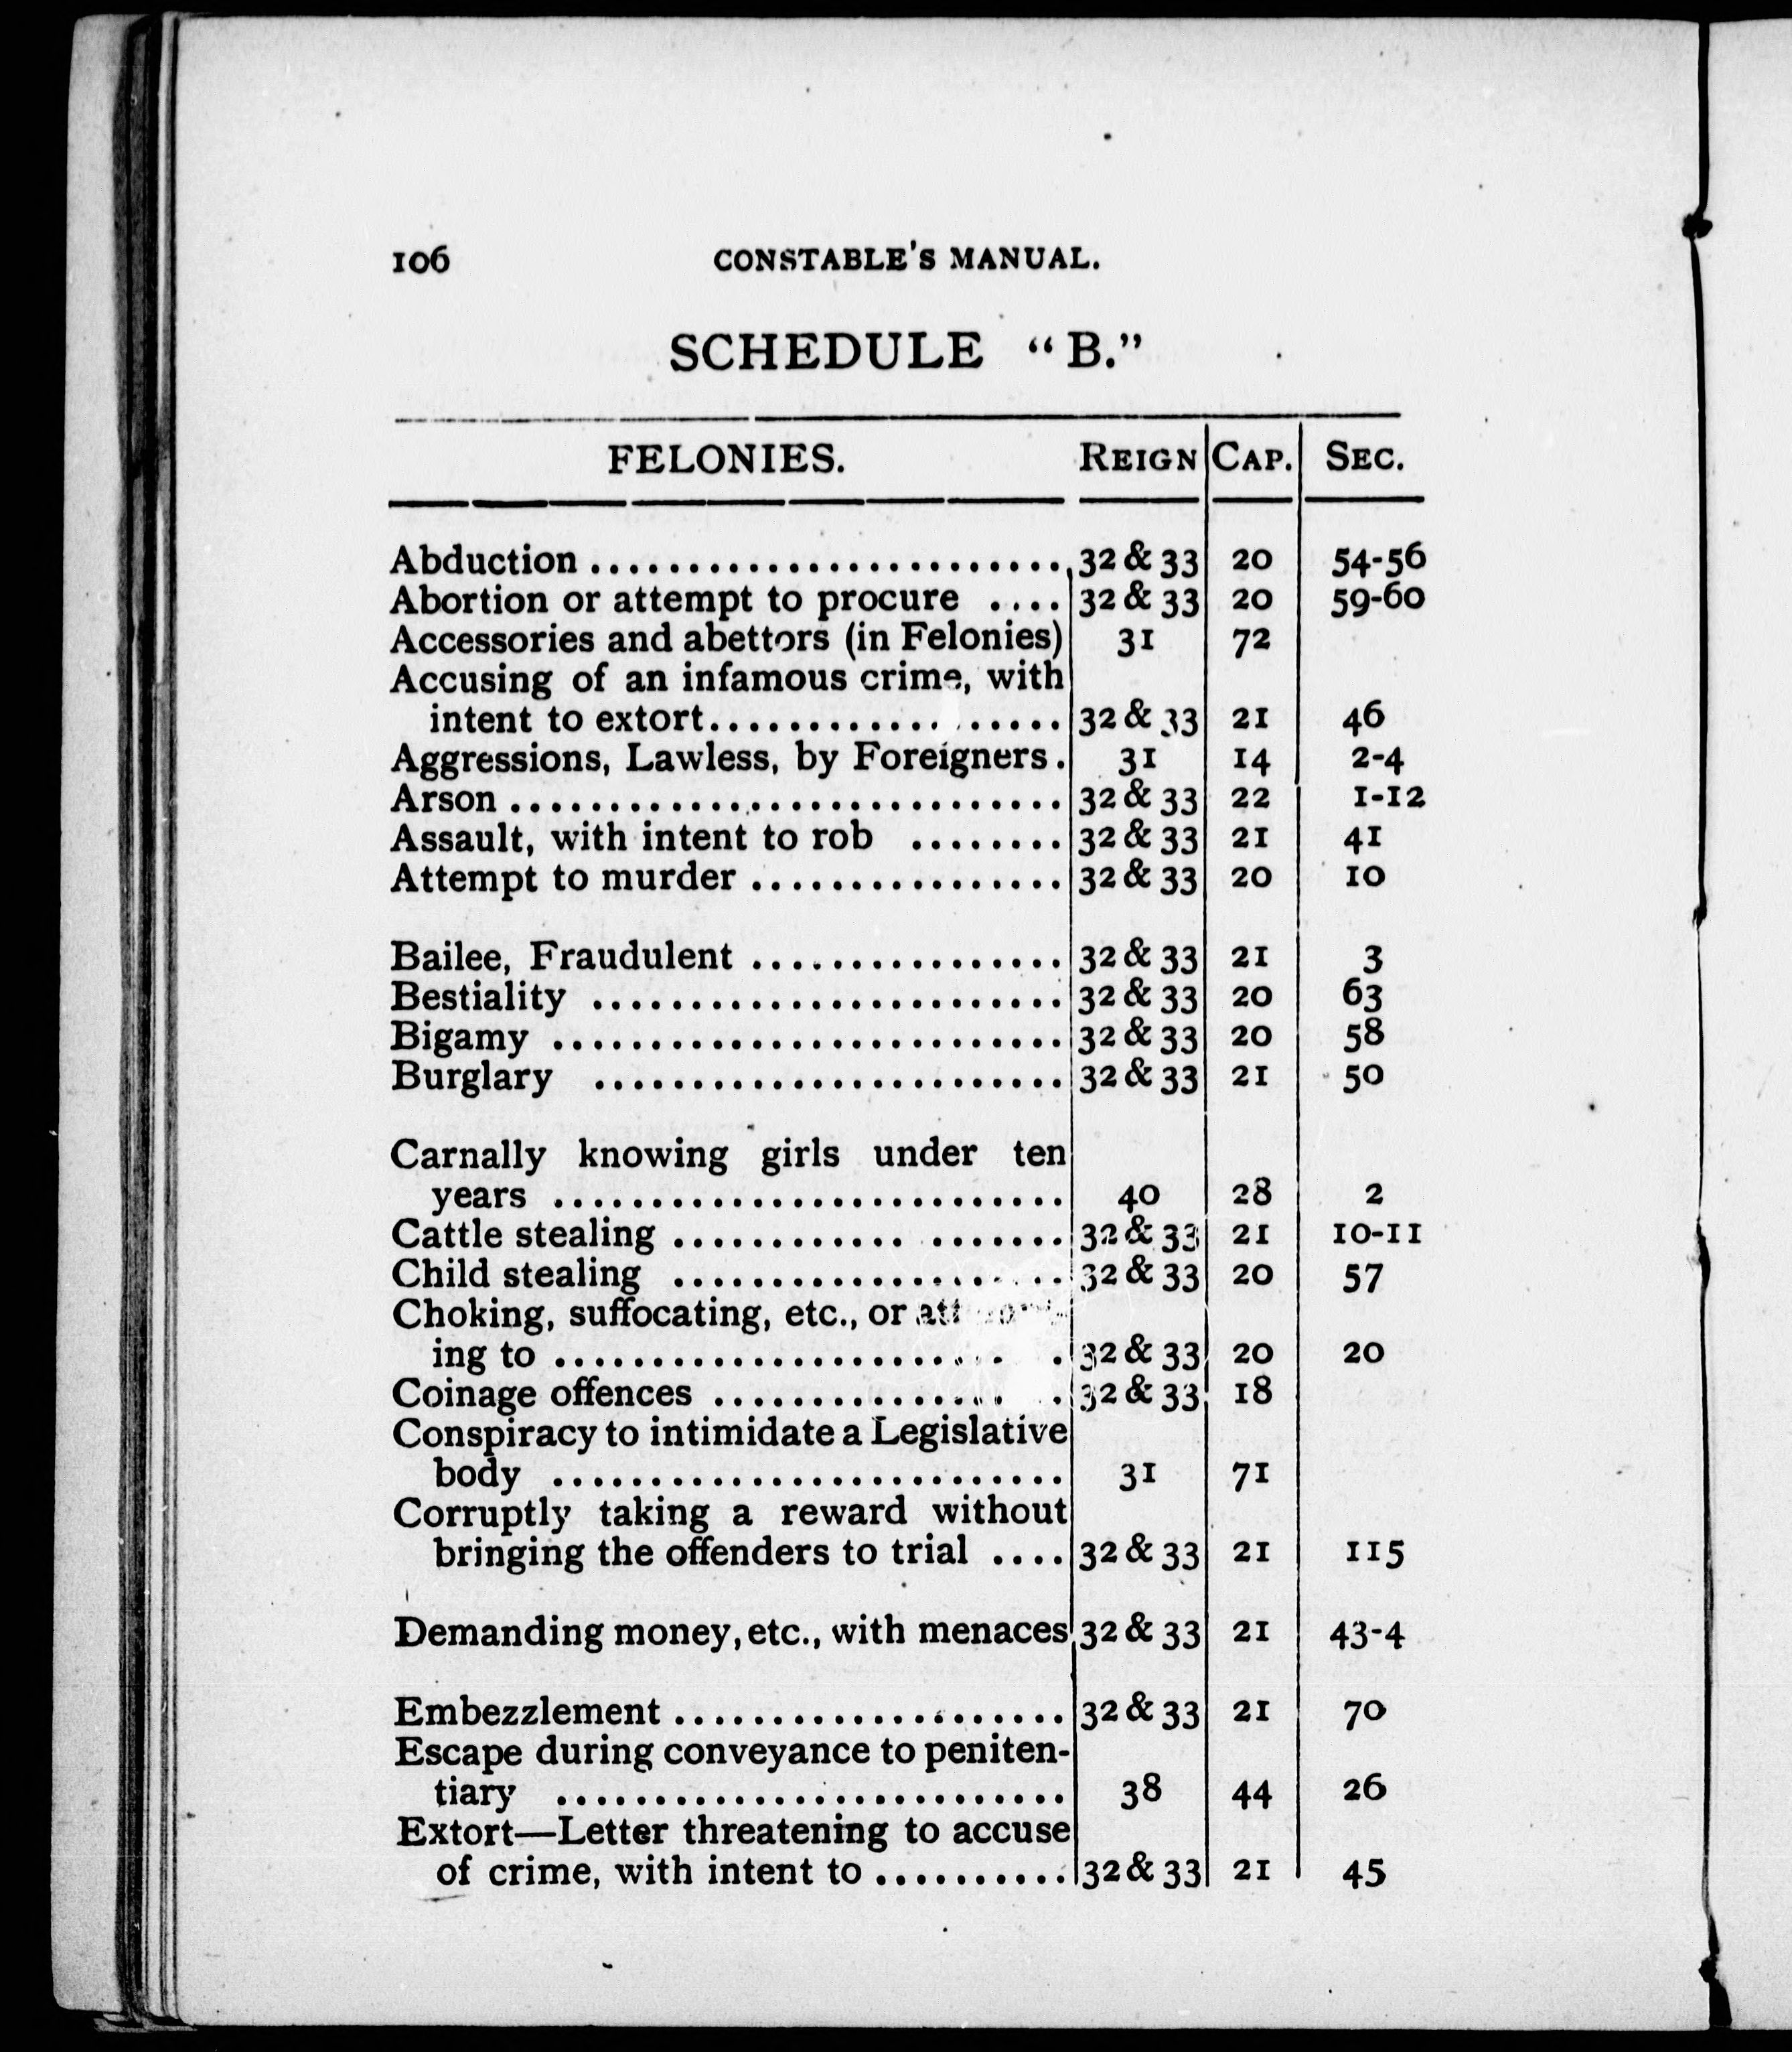 106 CONSTABLE'S MANUAL.
SCHEDULE "B."
FELONIES. REIGN CAP. SEC.
Abduction ........................ 32 & 33 20 54-56
Abortion or attempt to procure .... 32 & 33 20 59-60
Accessories and abettors (in Felonies) 31 72
Accusing of an infamous crime, with
intent to extort.................. 32 & 33 21 46
Aggressions, Lawless, by Foreigners. 31 14 2-4
Arson ............................ 32 & 33 22 1-12
Assault, with intent to rob ........ 32 & 33 21 41
Attempt to murder ................ 32 & 33 20 10
Bailee, Fraudulent ................ 32 & 33 21 3
Bestiality ........................ 32 & 33 20 63
Bigamy .......................... 32 & 33 20 58
Burglary ........................ 32 & 33 21 50
Carnally knowing girls under ten
years .......................... 40 28 2
Cattle stealing .................... 32 & 33 21 10-11
Child stealing .................... 32 & 33 20 57
Choking, suffocating, etc., or
ing to .......................... 32 & 33 20 20
Coinage offences .................. 32 & 33 18
Conspiracy to intimidate a Legislative
body .......................... 31 71
Corruptly taking a reward without
bringing the offenders to trial .... 32 & 33 21 115
Demanding money, etc., with menaces 32 & 33 21 43-4
Embezzlement .................... 32 & 33 21 70
Escape during conveyance to peniten-
tiary .......................... 38 44 26
Extort—Letter threatening to accuse
of crime, with intent to .......... 32 & 33 21 45